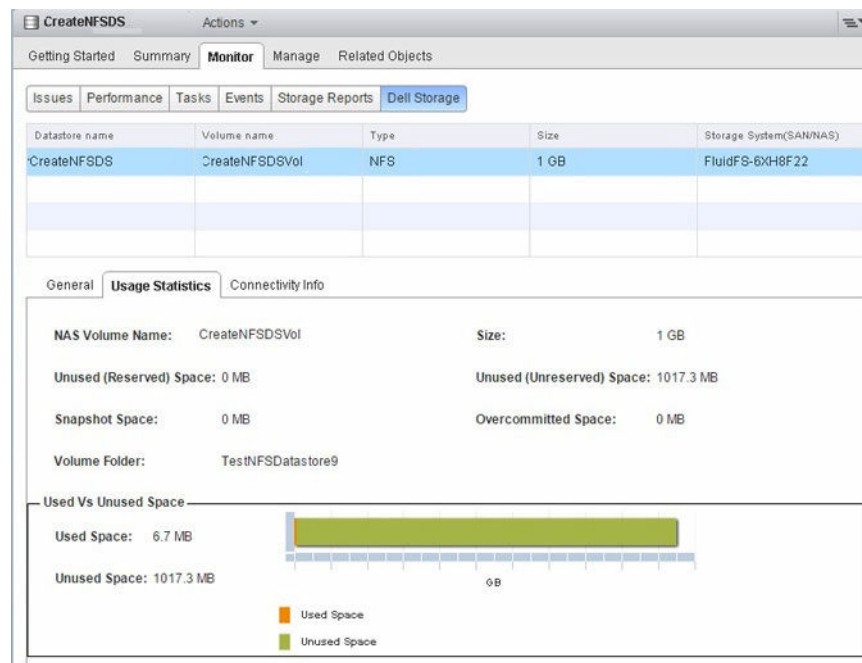 CreateNFSDS Actions
Getting Started Summary Monitor Manage Related Objects
Issues Performance Tasks Events Storage Reports Dell Storage
Datastore name Volume name Type Size Storage System(SAN/NAS)
CreateNFSDS CreateNFSDSVol NFS 1 GB FluidFS-6XH8F22
General Usage Statistics Connectivity Info
NAS Volume Name: CreateNFSDSVol Size: 1 GB
Unused (Reserved) Space: 0 MB Unused (Unreserved) Space: 1017.3 MB
Snapshot Space: 0 MB Overcommitted Space: 0 MB
Volume Folder: TestNFSDatastore9
Used Vs Unused Space
Used Space: 6.7 MB
Unused Space: 1017.3 MB
GB
Used Space
Unused Space